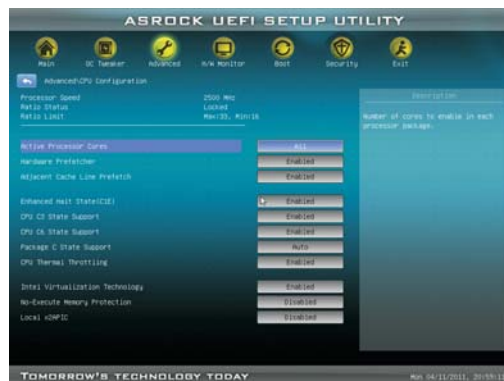 ASROCK UEFI SETUP UTILITY
Main OC Tweaker Advanced H/W Monitor Boot Security Exit
Advanced\CPU Configuration
Description
Processor Speed 2500 MHz
Ratio Status Locked
Ratio Limit Max:33, Min:16
Number of cores to enable in each
processor package.
Active Processor Cores All
Hardware Prefetcher Enabled
Adjacent Cache Line Prefetch Enabled
Enhanced Halt State(C1E) Enabled
CPU C3 State Support Enabled
CPU C6 State Support Enabled
Package C State Support Auto
CPU Thermal Throttling Enabled
Intel Virtualization Technology Enabled
No-Execute Memory Protection Disabled
Local x2APIC Disabled
TOMORROW'S TECHNOLOGY TODAY
Mon 04/11/2011,